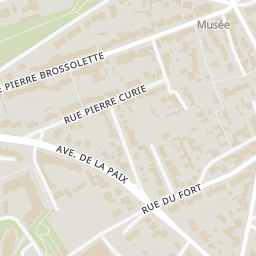 Musée
PIERRE BROSSOLETTE
RUE PIERRE CURIE
AVE. DE LA PAIX
RUE DU FORT